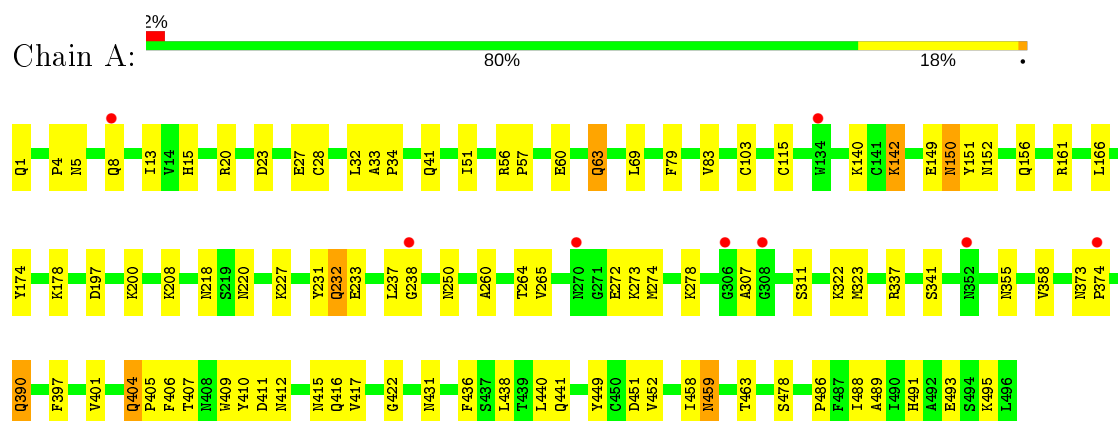 2%
Chain A:
80% 18% •
Q1 P4 N5 Q8 I13 V14 H15 R20 D23 E27 C28 L32 A33 P34 Q41 I51 R56 P57 E60 Q63 L69 F79 V83 C103 C115 W134 K140 C141 K142 E149 N150 Y151 N152 Q156 R161 L166
Y174 K178 D197 K200 K208 N218 S219 N220 K227 Y231 Q232 E233 L237 G238 N250 A260 T264 V265 N270 G271 E272 K273 M274 K278 G306 A307 G308 S311 K322 M323 R337 S341 N352 N355 V358 N373 P374
Q390 F397 V401 Q404 P405 F406 T407 N408 W409 Y410 D411 N412 N415 Q416 V417 G422 N431 F436 S437 L438 T439 L440 Q441 Y449 C450 D451 V452 I458 N459 T463 S478 P486 F487 I488 A489 I490 H491 A492 E493 S494 K495 L496